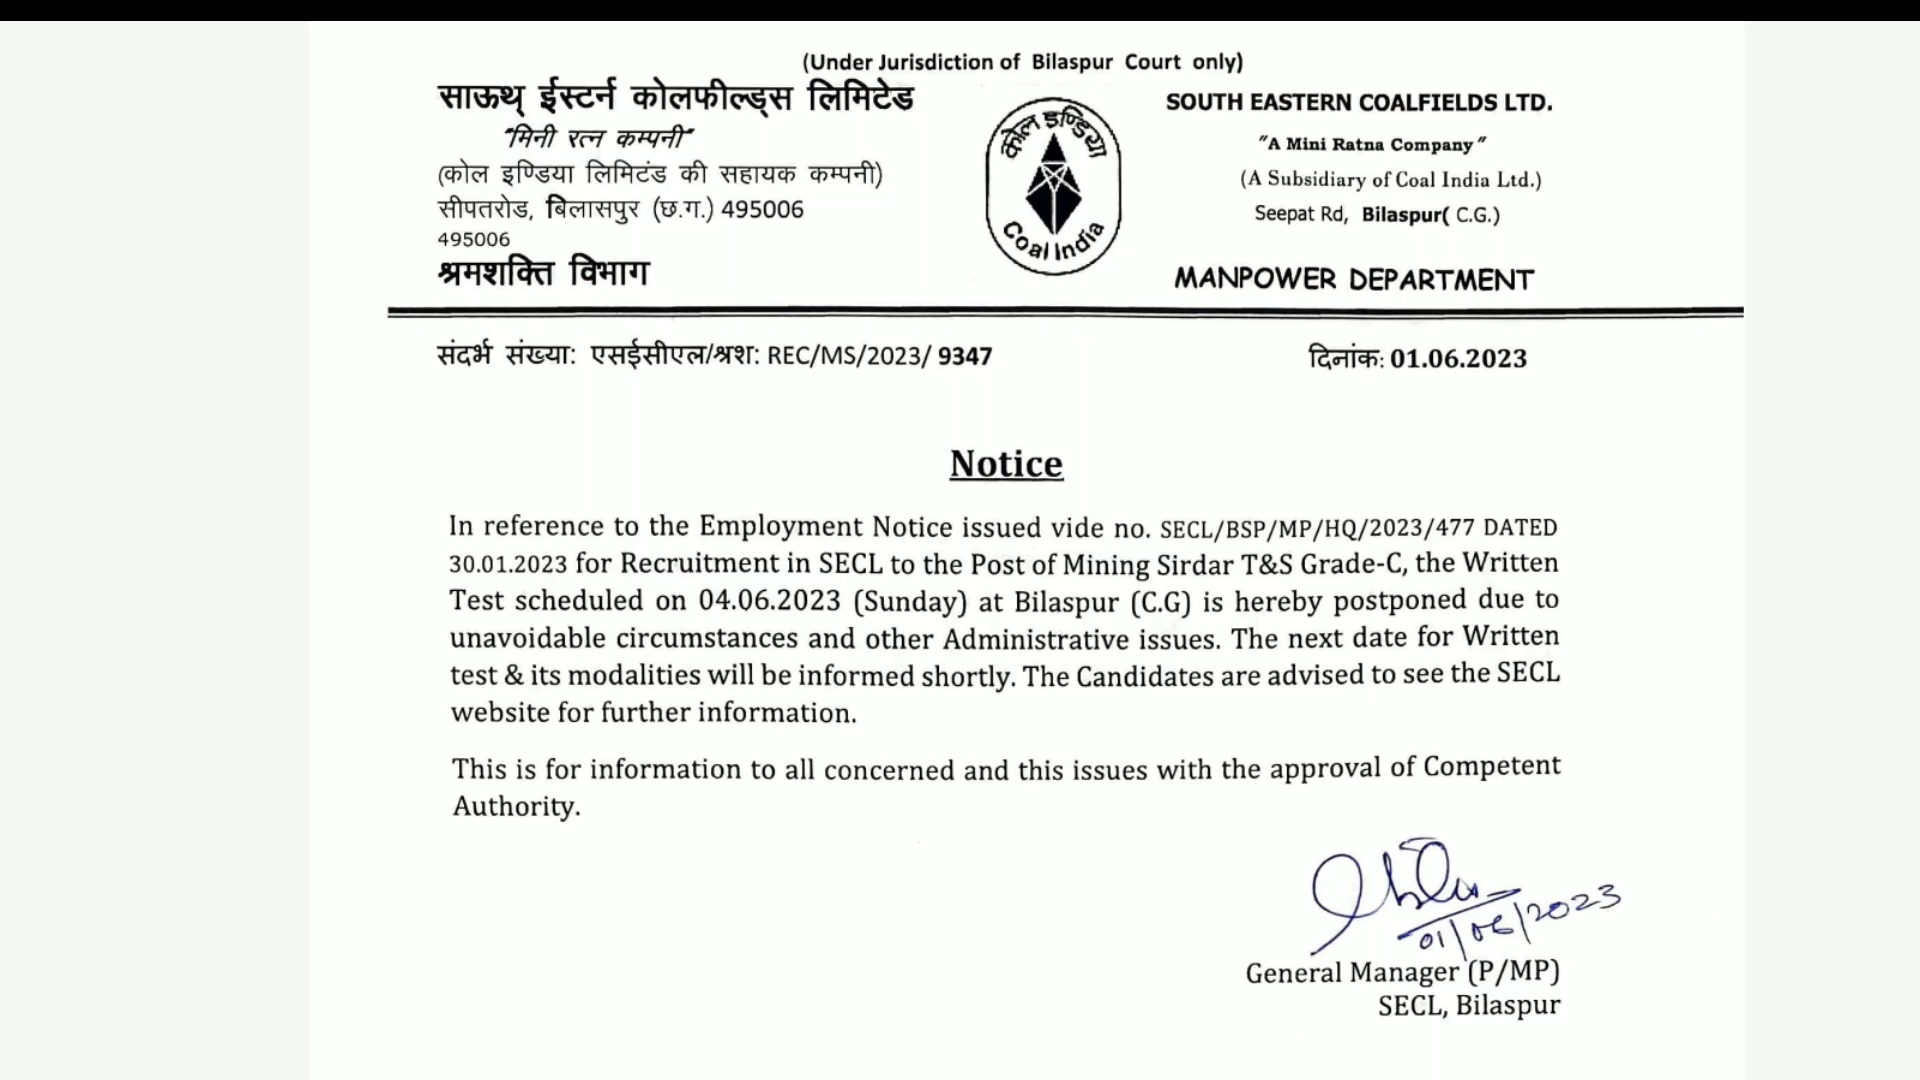 (Under Jurisdiction of Bilaspur Court only)
साऊथ् ईस्टर्न कोलफील्ड्स लिमिटेड
"मिनी रत्न कम्पनी"
(कोल इण्डिया लिमिटंड की सहायक कम्पनी)
सीपतरोड, बिलासपुर (छ.ग.) 495006
495006
श्रमशक्ति विभाग
कोल इण्डिया
Coal India
SOUTH EASTERN COALFIELDS LTD.
"A Mini Ratna Company"
(A Subsidiary of Coal India Ltd.)
Seepat Rd, Bilaspur( C.G.)
MANPOWER DEPARTMENT
संदर्भ संख्या: एसईसीएल/श्रश: REC/MS/2023/ 9347
दिनांक: 01.06.2023
Notice
In reference to the Employment Notice issued vide no. SECL/BSP/MP/HQ/2023/477 DATED
30.01.2023 for Recruitment in SECL to the Post of Mining Sirdar T&S Grade-C, the Written
Test scheduled on 04.06.2023 (Sunday) at Bilaspur (C.G) is hereby postponed due to
unavoidable circumstances and other Administrative issues. The next date for Written
test & its modalities will be informed shortly. The Candidates are advised to see the SECL
website for further information.
This is for information to all concerned and this issues with the approval of Competent
Authority.
01/06/2023
General Manager (P/MP)
SECL, Bilaspur